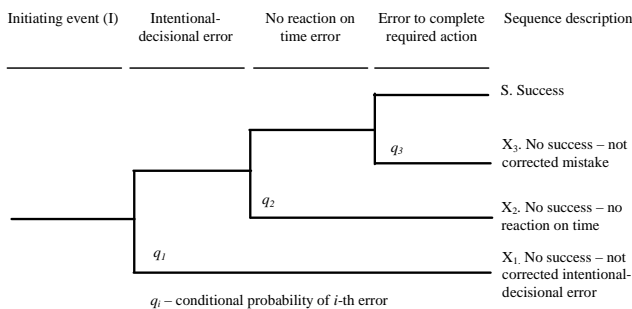 Initiating event (I)
Intentional-
decisional error
No reaction on
time error
Error to complete
required action
Sequence description
S. Success
q3
X3. No success – not
corrected mistake
q2
X2. No success – no
reaction on time
q1
X1. No success – not
corrected intentional-
decisional error
qi – conditional probability of i-th error